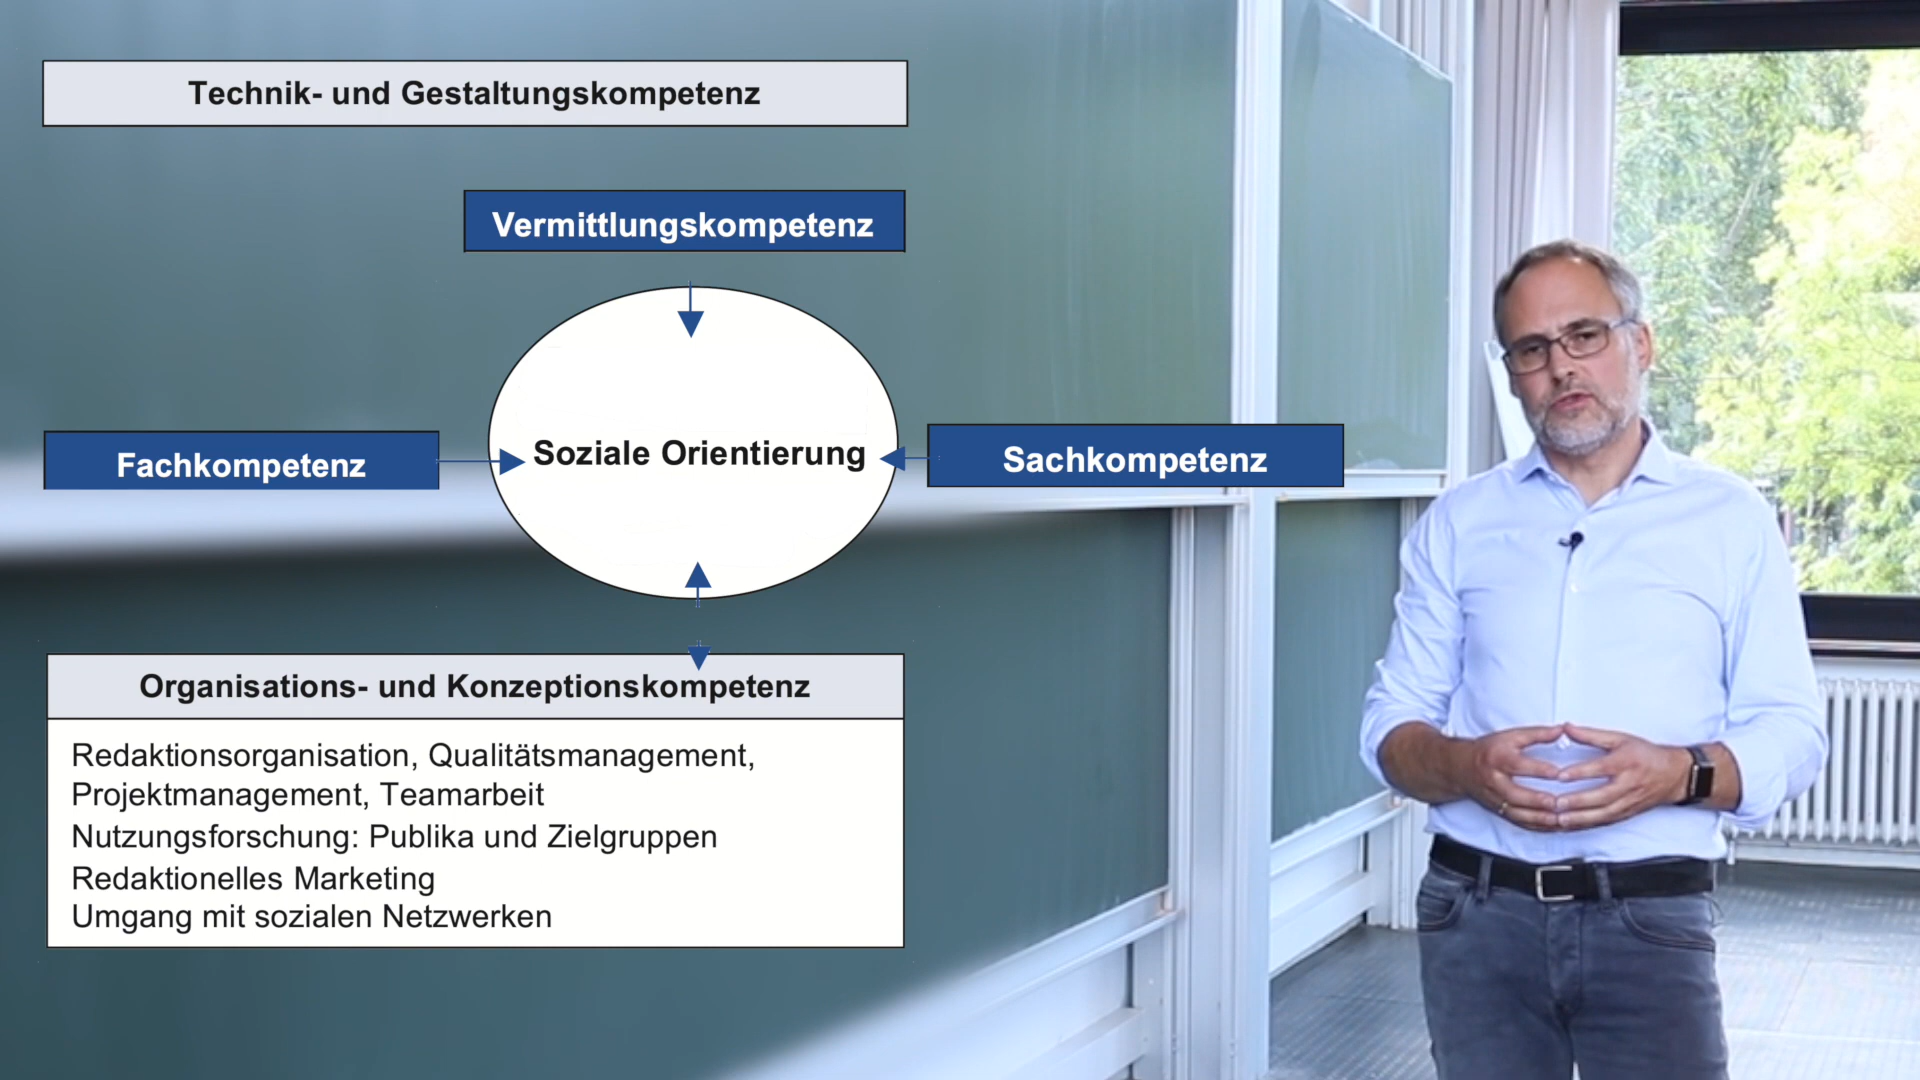 Technik- und Gestaltungskompetenz
Vermittlungskompetenz
Fachkompetenz
Soziale Orientierung
Sachkompetenz
Organisations- und Konzeptionskompetenz
Redaktionsorganisation, Qualitätsmanagement,
Projektmanagement, Teamarbeit
Nutzungsforschung: Publika und Zielgruppen
Redaktionelles Marketing
Umgang mit sozialen Netzwerken